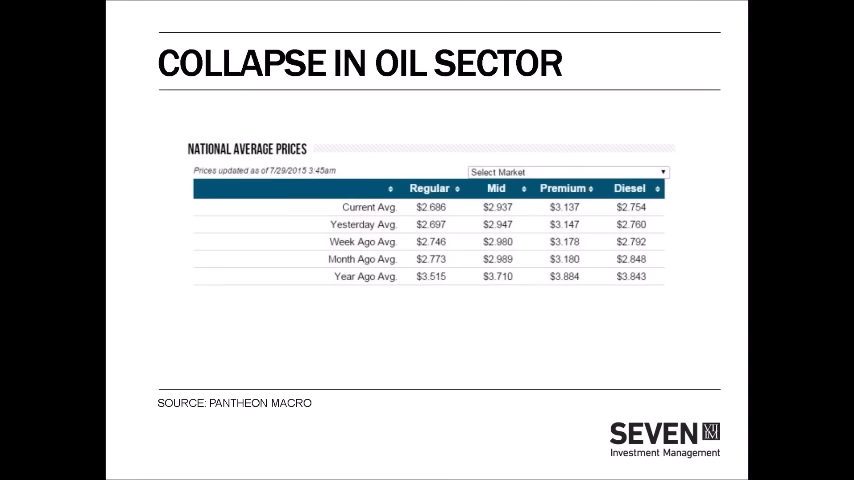 COLLAPSE IN OIL SECTOR
NATIONAL AVERAGE PRICES
Prices updated as of 7/29/2015 3:45am
Select Market
Regular Mid Premium Diesel
Current Avg. $2.686 $2.937 $3.137 $2.754
Yesterday Avg. $2.697 $2.947 $3.147 $2.760
Week Ago Avg. $2.746 $2.980 $3.178 $2.792
Month Ago Avg. $2.773 $2.989 $3.180 $2.848
Year Ago Avg. $3.515 $3.710 $3.884 $3.843
SOURCE: PANTHEON MACRO
SEVEN VII IM
Investment Management